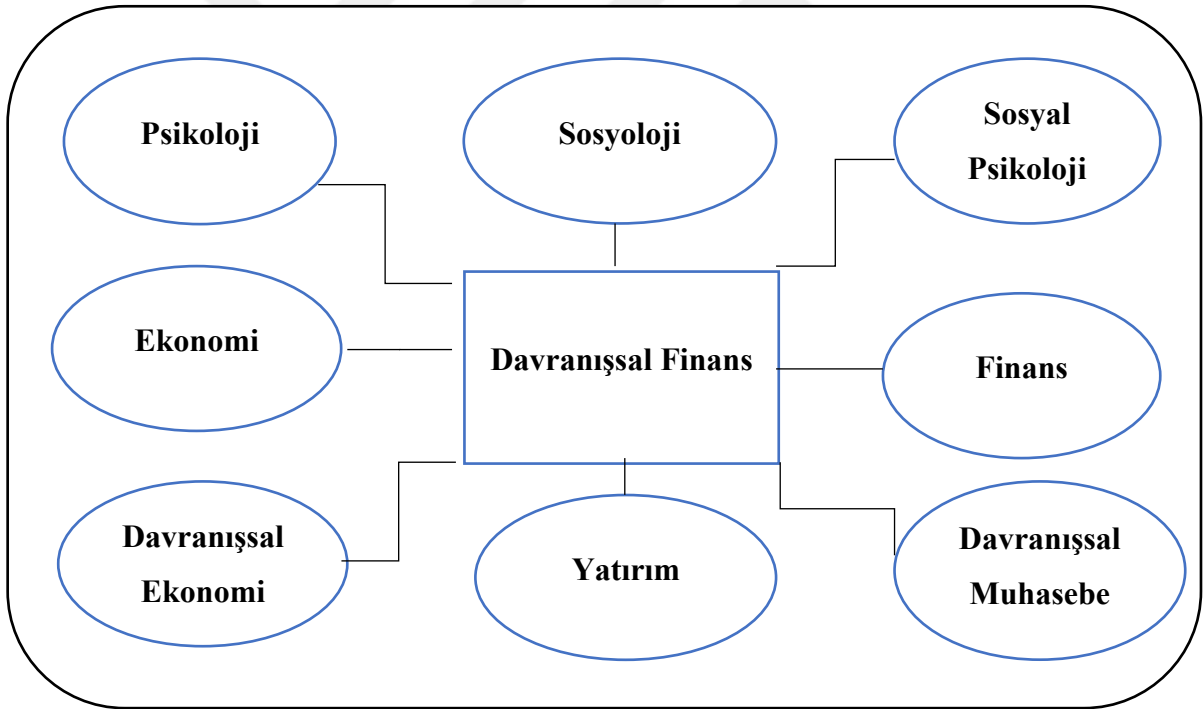 Psikoloji
Sosyoloji
Sosyal
Psikoloji
Ekonomi
Davranışsal Finans
Finans
Davranışsal
Ekonomi
Yatırım
Davranışsal
Muhasebe